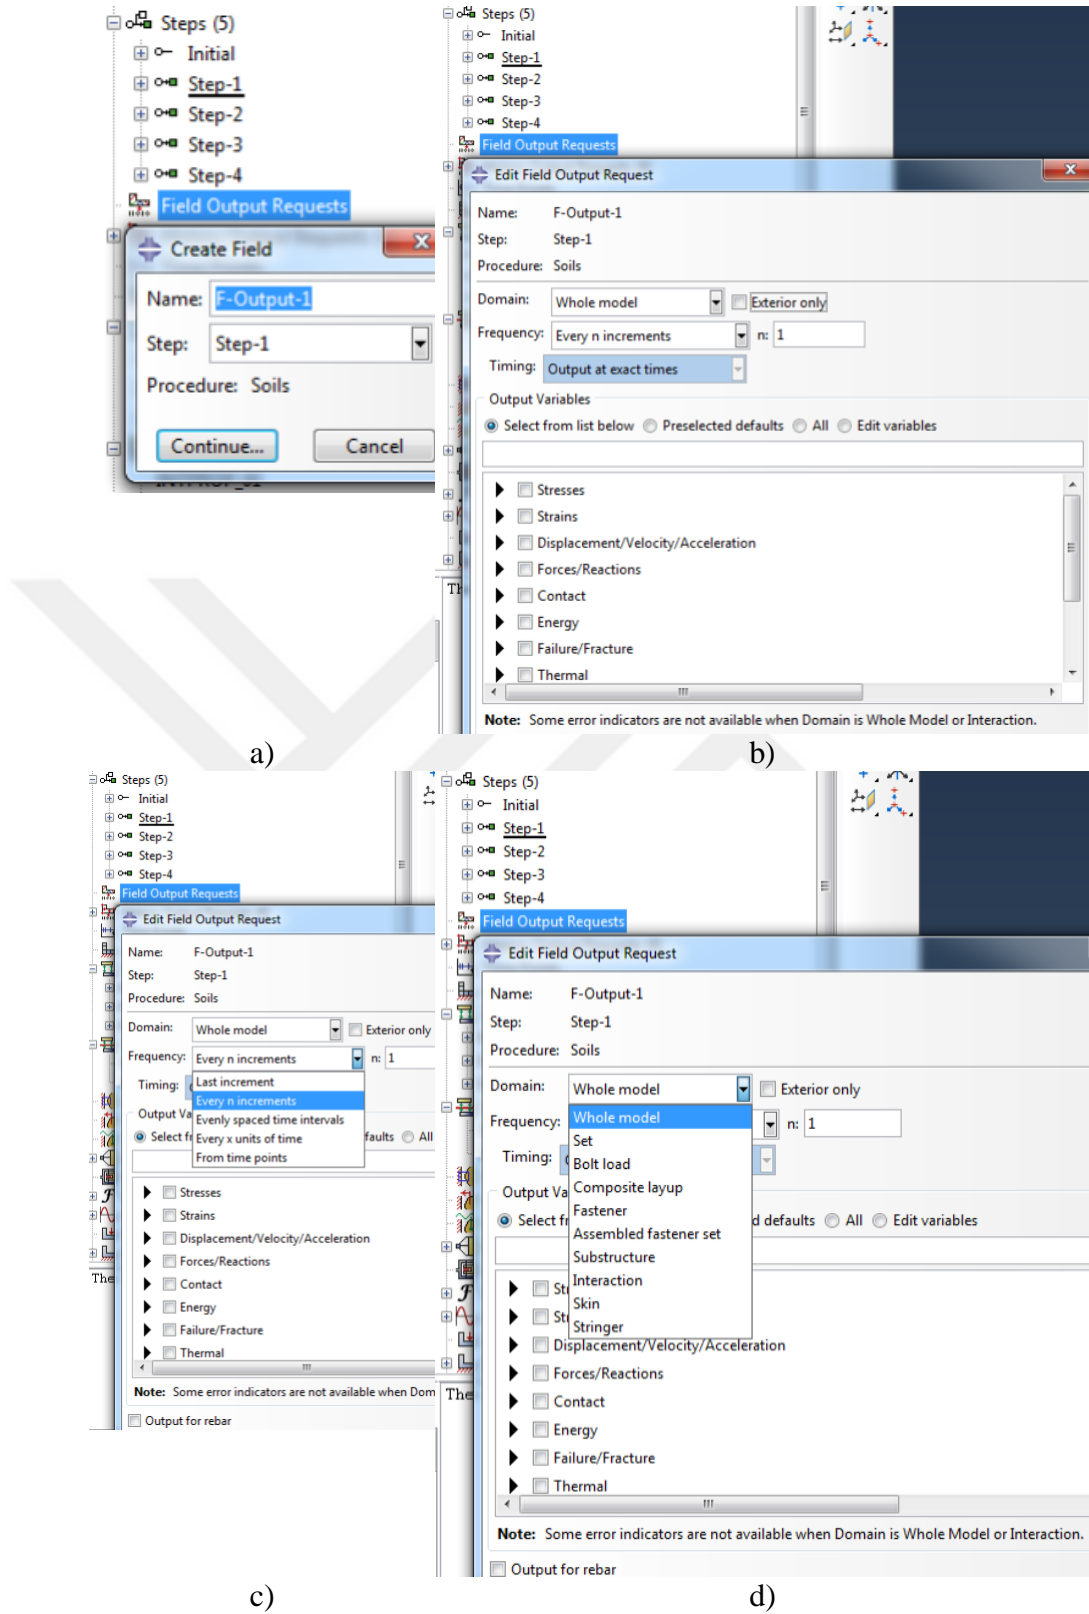 Steps (5)
Initial
Step-1
Step-2
Step-3
Step-4
Field Output Requests
Create Field
x
Name: F-Output-1
Step: Step-1
Procedure: Soils
Continue... Cancel
a)
Steps (5)
Initial
Step-1
Step-2
Step-3
Step-4
Field Output Requests
Edit Field Output Request
x
Name: F-Output-1
Step: Step-1
Procedure: Soils
Domain: Whole model Exterior only
Frequency: Every n increments n: 1
Timing: Output at exact times
Output Variables
Select from list below Preselected defaults All Edit variables
Stresses
Strains
Displacement/Velocity/Acceleration
Forces/Reactions
Contact
Energy
Failure/Fracture
Thermal
Note: Some error indicators are not available when Domain is Whole Model or Interaction.
b)
Steps (5)
Initial
Step-1
Step-2
Step-3
Step-4
Field Output Requests
Edit Field Output Request
Name: F-Output-1
Step: Step-1
Procedure: Soils
Domain: Whole model Exterior only
Frequency: Every n increments n: 1
Timing:
Last increment
Every n increments
Evenly spaced time intervals
Every x units of time
From time points
Output Va
Select f faults All
Stresses
Strains
Displacement/Velocity/Acceleration
Forces/Reactions
Contact
Energy
Failure/Fracture
Thermal
Note: Some error indicators are not available when Dom
Output for rebar
The
c)
Steps (5)
Initial
Step-1
Step-2
Step-3
Step-4
Field Output Requests
Edit Field Output Request
Name: F-Output-1
Step: Step-1
Procedure: Soils
Domain: Whole model Exterior only
Frequency: n: 1
Timing:
Whole model
Set
Bolt load
Composite layup
Fastener
Assembled fastener set
Substructure
Interaction
Skin
Stringer
Output Va
Select f d defaults All Edit variables
St
St
Displacement/Velocity/Acceleration
Forces/Reactions
Contact
Energy
Failure/Fracture
Thermal
Note: Some error indicators are not available when Domain is Whole Model or Interaction.
Output for rebar
The
d)